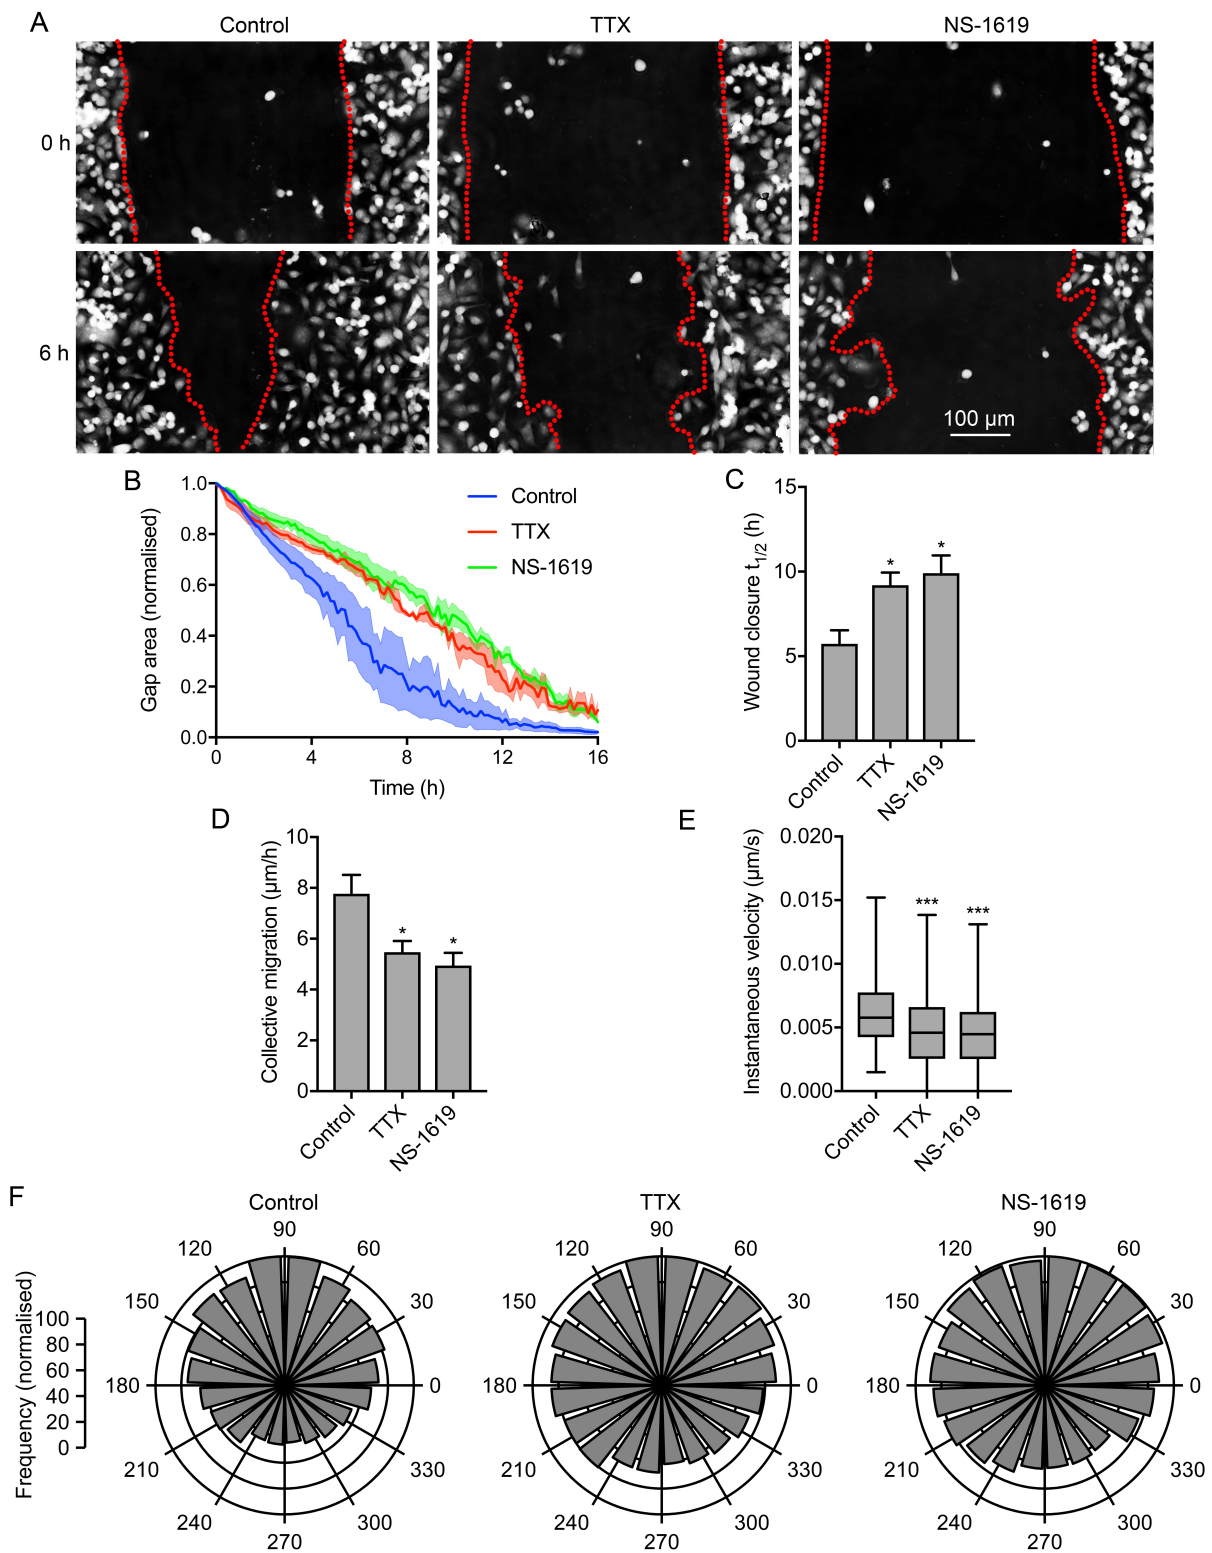 A
Control
TTX
NS-1619
0 h
6 h
100 µm
B
Gap area (normalised)
1.0
0.8
0.6
0.4
0.2
0.0
0
4
8
12
16
Time (h)
Control
TTX
NS-1619
C
Wound closure t1/2 (h)
15
10
5
0
*
*
Control
TTX
NS-1619
D
Collective migration (µm/h)
10
8
6
4
2
0
*
*
Control
TTX
NS-1619
E
Instantaneous velocity (µm/s)
0.020
0.015
0.010
0.005
0.000
***
***
Control
TTX
NS-1619
F
Frequency (normalised)
100
80
60
40
20
0
Control
90
120
60
150
30
180
0
210
330
240
300
270
TTX
90
120
60
150
30
180
0
210
330
240
300
270
NS-1619
90
120
60
150
30
180
0
210
330
240
300
270